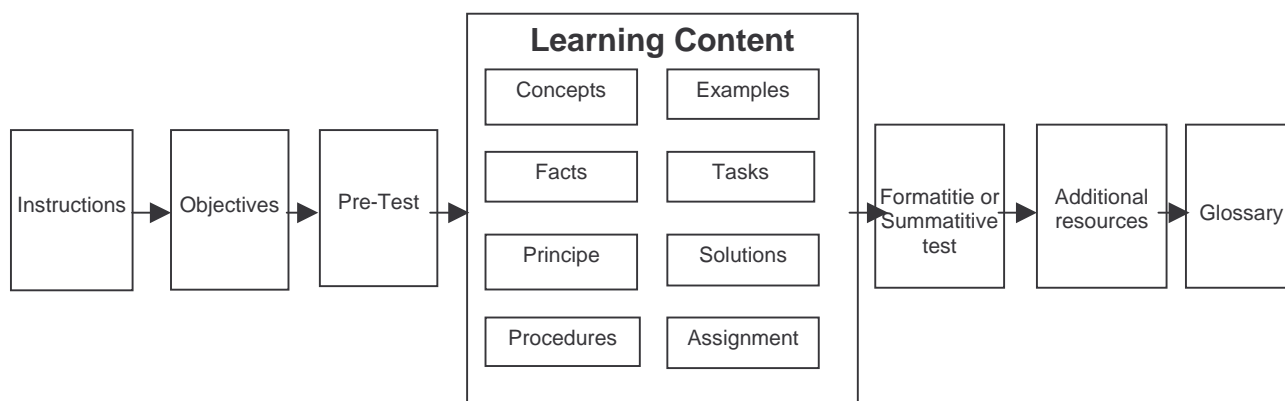 Learning Content
Concepts
Examples
Facts
Tasks
Principe
Solutions
Procedures
Assignment
Instructions
Objectives
Pre-Test
Formatitie or
Summatitive
test
Additional
resources
Glossary